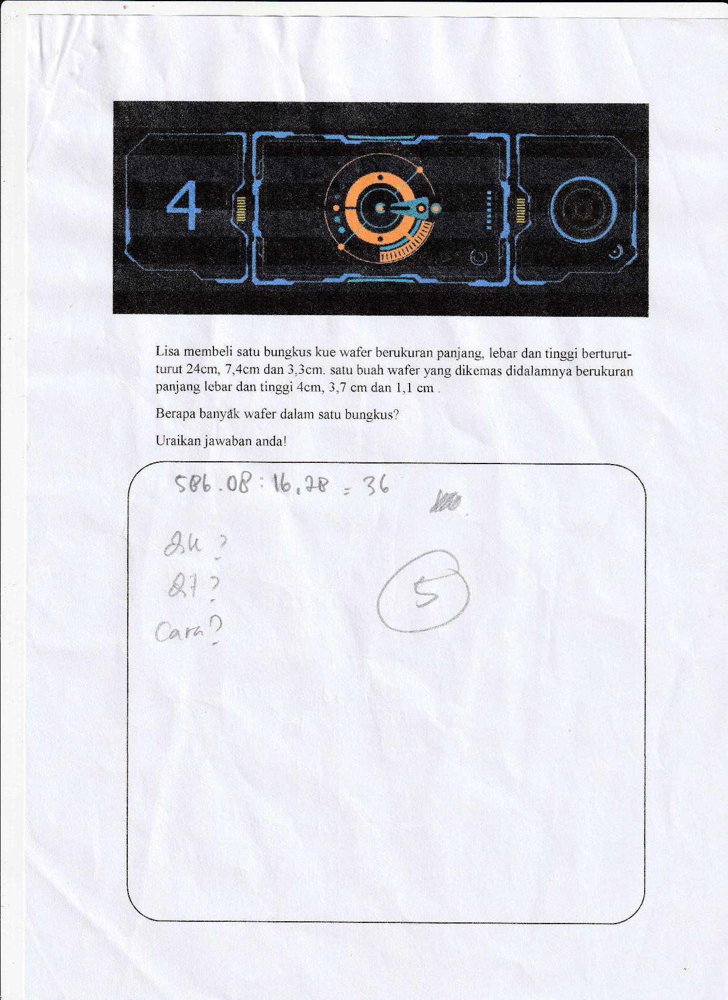 4
Lisa membeli satu bungkus kue wafer berukuran panjang, lebar dan tinggi berturut-
turut 24cm, 7,4cm dan 3,3cm. satu buah wafer yang dikemas didalamnya berukuran
panjang lebar dan tinggi 4cm, 3,7 cm dan 1,1 cm .
Berapa banyak wafer dalam satu bungkus?
Uraikan jawaban anda!
586.08 : 16,28 = 36
?
?
5
Cara?